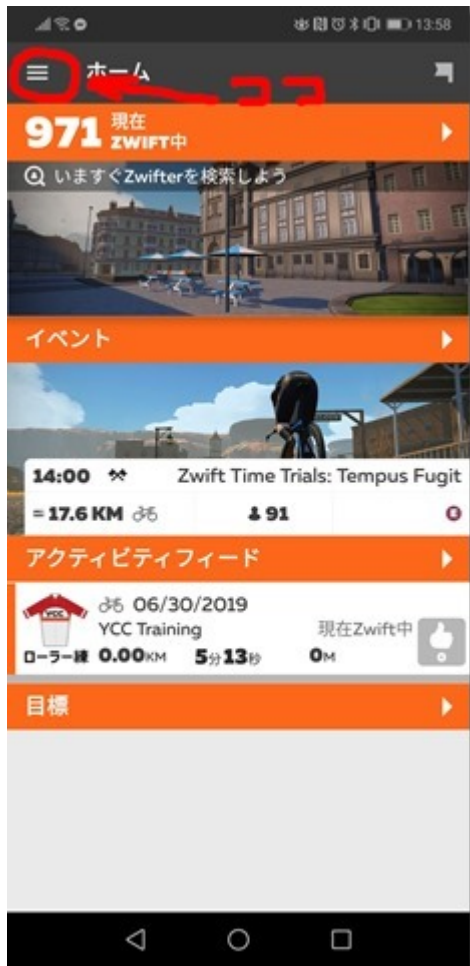 13:58
ホーム
ココ
971 現在 ZWIFT中
いますぐZwifterを検索しよう
イベント
14:00 Zwift Time Trials: Tempus Fugit
≈ 17.6 KM 91 E
アクティビティフィード
06/30/2019
YCC
YCC Training 現在Zwift中
ローラー練 0.00KM 5分13秒 0M
0
目標